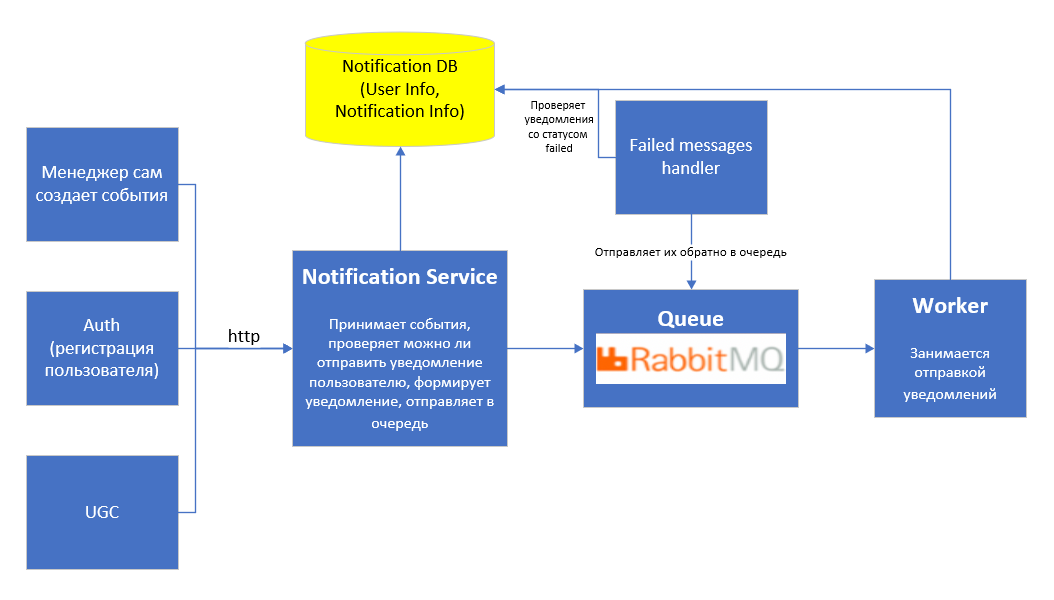 Notification DB
(User Info,
Notification Info)
Проверяет
уведомления
со статусом
failed
Failed messages
handler
Менеджер сам
создает события
Отправляет их обратно в очередь
Notification Service
Принимает события,
проверяет можно ли
отправить уведомление
пользователю, формирует
уведомление, отправляет в
очередь
Auth
(регистрация
пользователя)
http
Queue
RabbitMQ
Worker
Занимается
отправкой
уведомлений
UGC